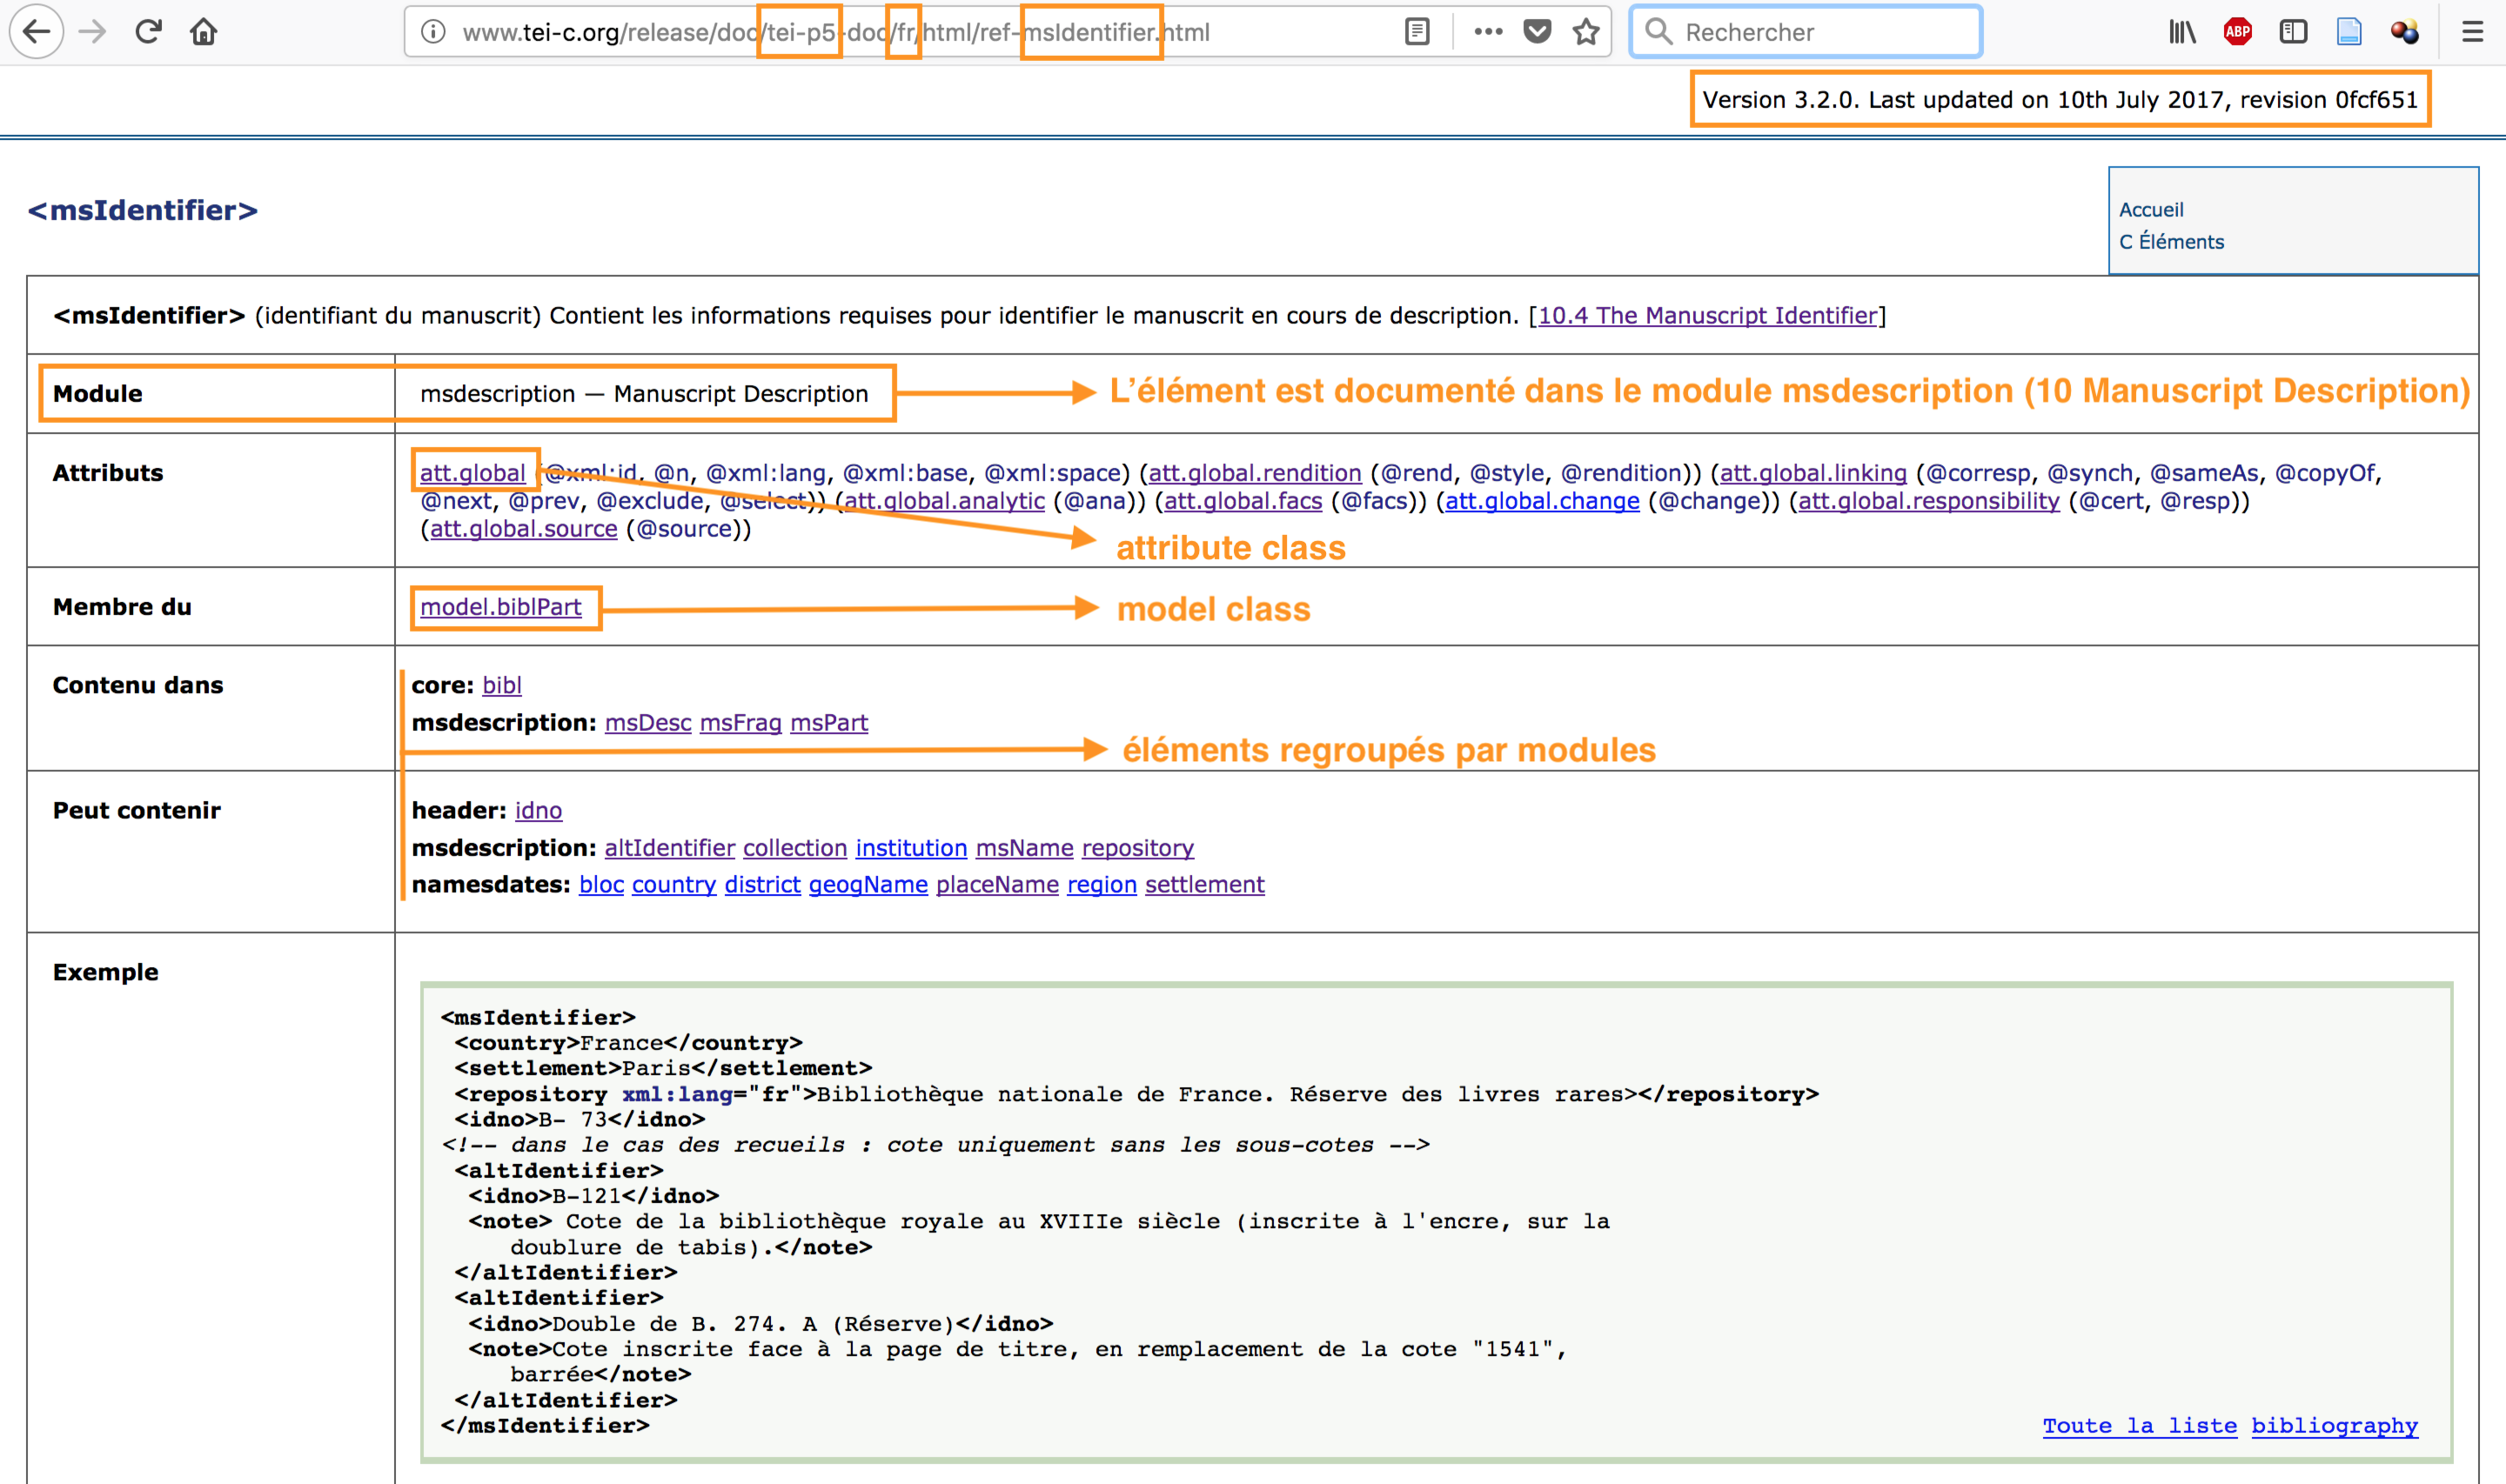 www.tei-c.org/release/doc/tei-p5-doc/fr/html/ref-msIdentifier.html
Rechercher
ABP
Version 3.2.0. Last updated on 10th July 2017, revision 0fcf651
<msIdentifier>
Accueil
C Éléments
<msIdentifier> (identifiant du manuscrit) Contient les informations requises pour identifier le manuscrit en cours de description. [10.4 The Manuscript Identifier]
Module msdescription — Manuscript Description L’élément est documenté dans le module msdescription (10 Manuscript Description)
Attributs att.global (@xml:id, @n, @xml:lang, @xml:base, @xml:space) (att.global.rendition (@rend, @style, @rendition)) (att.global.linking (@corresp, @synch, @sameAs, @copyOf,
@next, @prev, @exclude, @select)) (att.global.analytic (@ana)) (att.global.facs (@facs)) (att.global.change (@change)) (att.global.responsibility (@cert, @resp))
(att.global.source (@source))
attribute class
Membre du model.biblPart model class
Contenu dans core: bibl
msdescription: msDesc msFrag msPart
éléments regroupés par modules
Peut contenir header: idno
msdescription: altIdentifier collection institution msName repository
namesdates: bloc country district geogName placeName region settlement
Exemple
<msIdentifier>
<country>France</country>
<settlement>Paris</settlement>
<repository xml:lang="fr">Bibliothèque nationale de France. Réserve des livres rares></repository>
<idno>B- 73</idno>
<!-- dans le cas des recueils : cote uniquement sans les sous-cotes -->
<altIdentifier>
<idno>B-121</idno>
<note> Cote de la bibliothèque royale au XVIIIe siècle (inscrite à l'encre, sur la
doublure de tabis).</note>
</altIdentifier>
<altIdentifier>
<idno>Double de B. 274. A (Réserve)</idno>
<note>Cote inscrite face à la page de titre, en remplacement de la cote "1541",
barrée</note>
</altIdentifier>
</msIdentifier>
Toute la liste bibliography